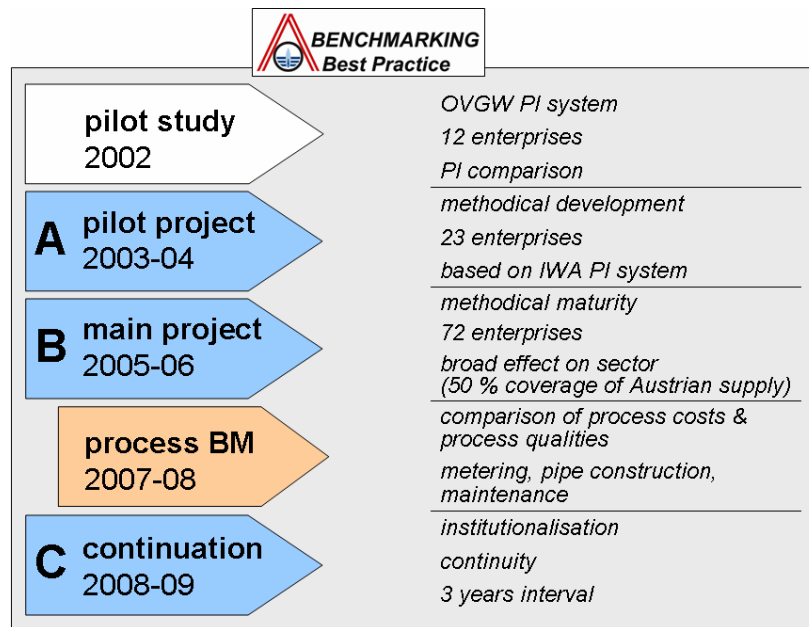 BENCHMARKING
Best Practice
pilot study
2002
OVGW PI system
12 enterprises
PI comparison
A
pilot project
2003-04
methodical development
23 enterprises
based on IWA PI system
B
main project
2005-06
methodical maturity
72 enterprises
broad effect on sector
(50 % coverage of Austrian supply)
process BM
2007-08
comparison of process costs &
process qualities
metering, pipe construction,
maintenance
C
continuation
2008-09
institutionalisation
continuity
3 years interval